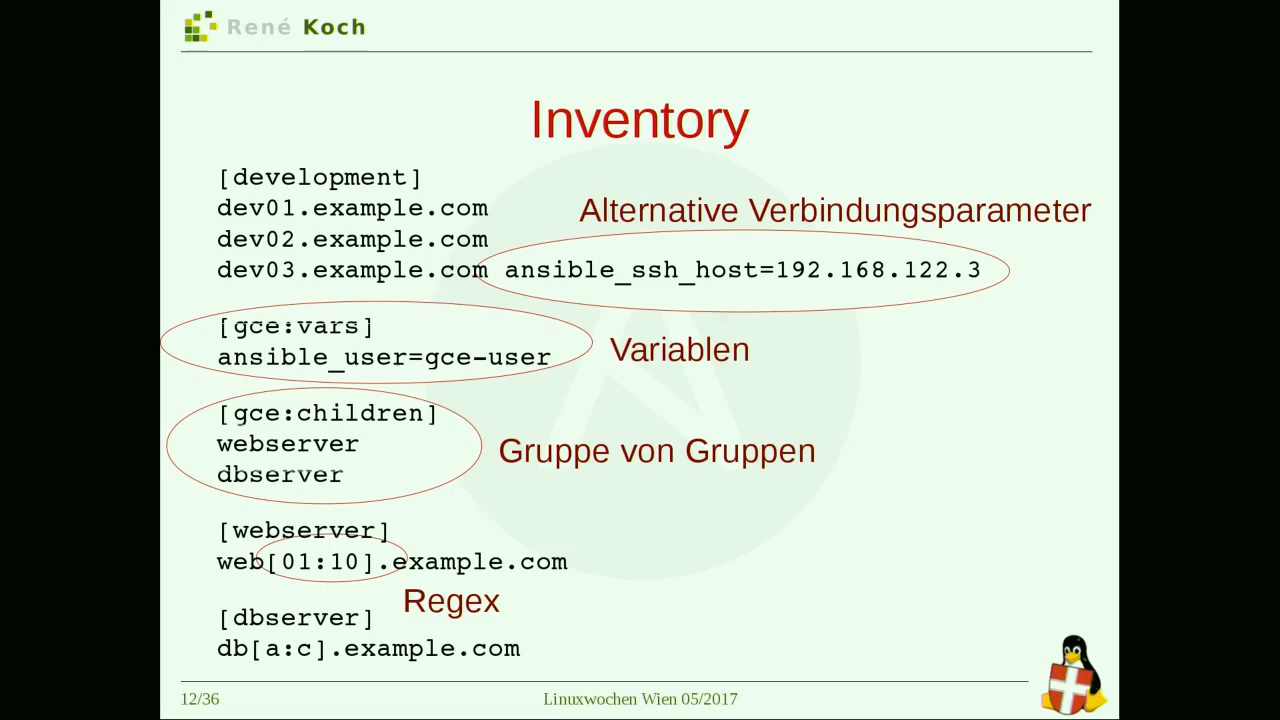 René Koch
Inventory
[development]
dev01.example.com
Alternative Verbindungsparameter
dev02.example.com
dev03.example.com ansible_ssh_host=192.168.122.3
[gce:vars]
ansible_user=gce-user
Variablen
[gce:children]
webserver
dbserver
Gruppe von Gruppen
[webserver]
web[01:10].example.com
Regex
[dbserver]
db[a:c].example.com
12/36
Linuxwochen Wien 05/2017